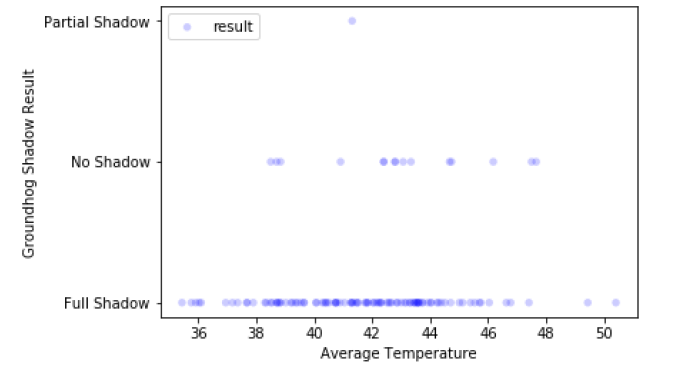 Partial Shadow
result
Groundhog Shadow Result
No Shadow
Full Shadow
36 38 40 42 44 46 48 50
Average Temperature